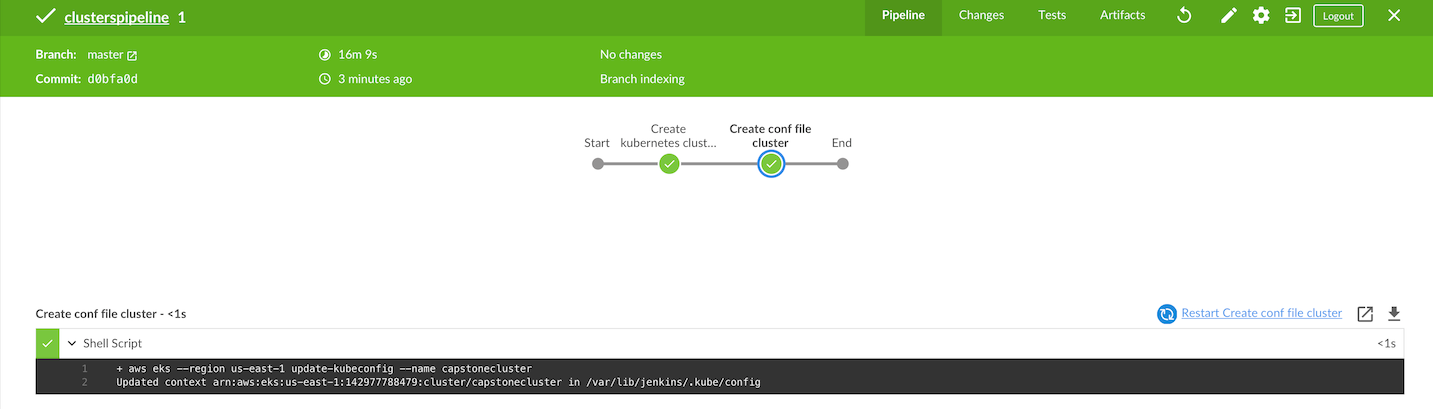 clusterspipeline 1
Pipeline Changes Tests Artifacts Logout
Branch: master 16m 9s No changes
Commit: d0bfa0d 3 minutes ago Branch indexing
Start Create kubernetes clust... Create conf file cluster End
Create conf file cluster - <1s Restart Create conf file cluster
Shell Script <1s
1 + aws eks --region us-east-1 update-kubeconfig --name capstonecluster
2 Updated context arn:aws:eks:us-east-1:142977788479:cluster/capstonecluster in /var/lib/jenkins/.kube/config